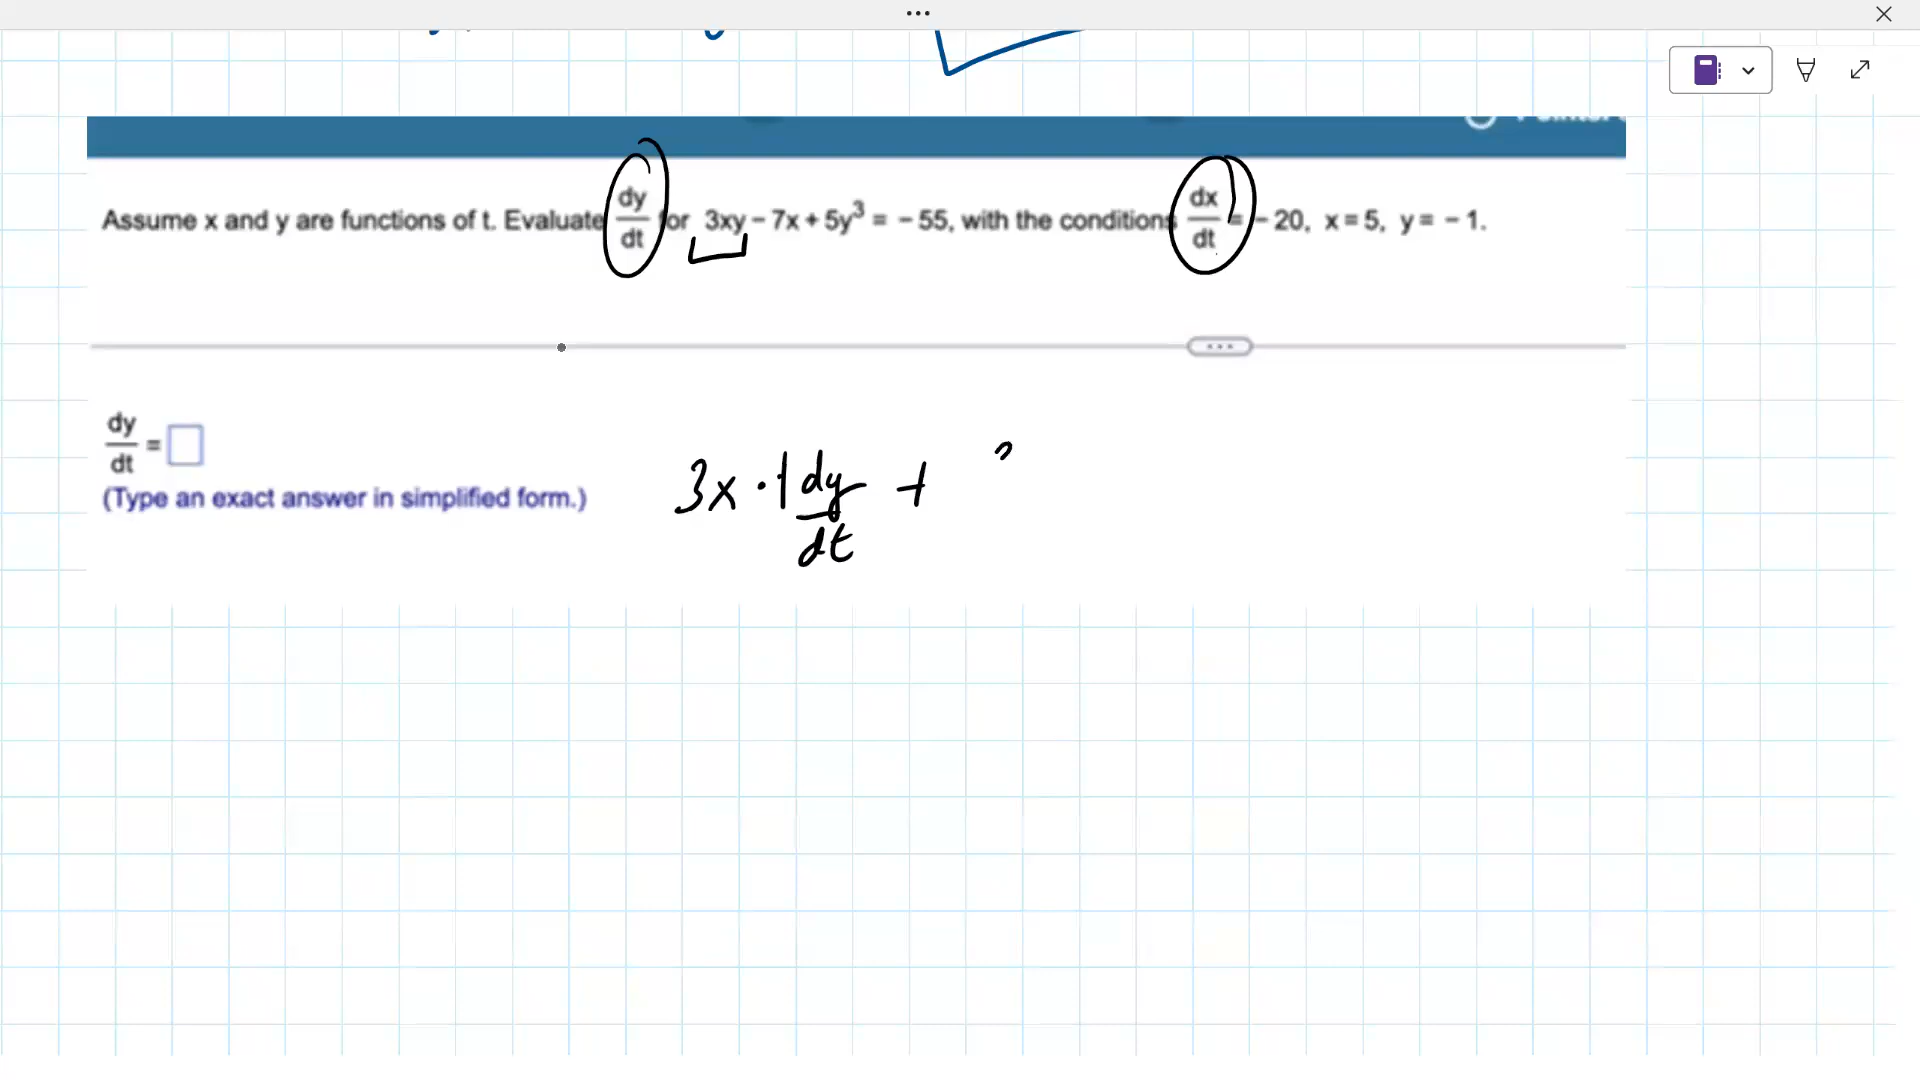 Assume x and y are functions of t. Evaluate dy/dt for 3xy − 7x + 5y³ = − 55, with the conditions dx/dt = − 20, x = 5, y = − 1.
dy/dt =
(Type an exact answer in simplified form.)
3x · 1 dy/dt +